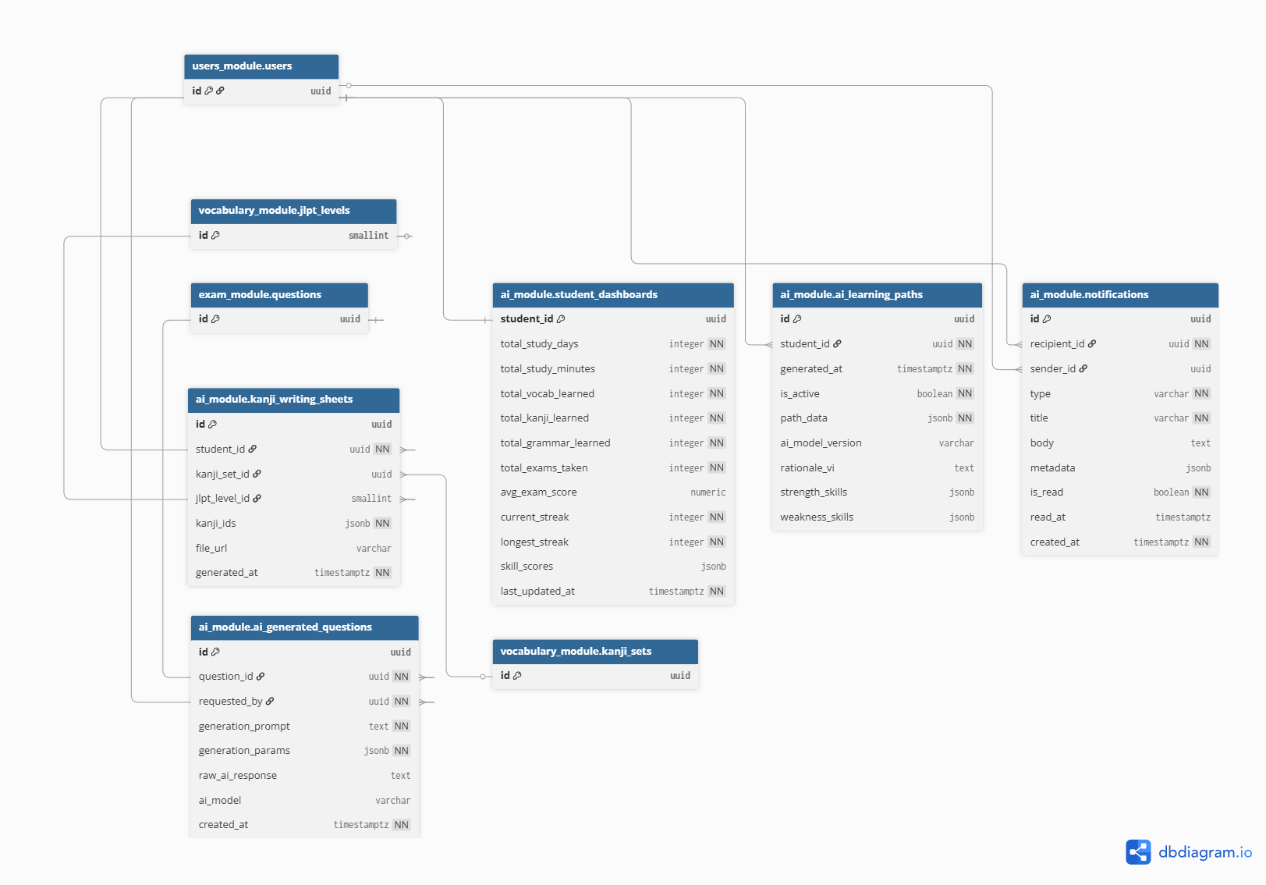 users_module.users
id uuid
vocabulary_module.jlpt_levels
id smallint
exam_module.questions
id uuid
ai_module.kanji_writing_sheets
id uuid
student_id uuid NN
kanji_set_id uuid
jlpt_level_id smallint
kanji_ids jsonb NN
file_url varchar
generated_at timestamptz NN
ai_module.ai_generated_questions
id uuid
question_id uuid NN
requested_by uuid NN
generation_prompt text NN
generation_params jsonb NN
raw_ai_response text
ai_model varchar
created_at timestamptz NN
ai_module.student_dashboards
student_id uuid
total_study_days integer NN
total_study_minutes integer NN
total_vocab_learned integer NN
total_kanji_learned integer NN
total_grammar_learned integer NN
total_exams_taken integer NN
avg_exam_score numeric
current_streak integer NN
longest_streak integer NN
skill_scores jsonb
last_updated_at timestamptz NN
vocabulary_module.kanji_sets
id uuid
ai_module.ai_learning_paths
id uuid
student_id uuid NN
generated_at timestamptz NN
is_active boolean NN
path_data jsonb NN
ai_model_version varchar
rationale_vi text
strength_skills jsonb
weakness_skills jsonb
ai_module.notifications
id uuid
recipient_id uuid NN
sender_id uuid
type varchar NN
title varchar NN
body text
metadata jsonb
is_read boolean NN
read_at timestamptz
created_at timestamptz NN
dbdiagram.io